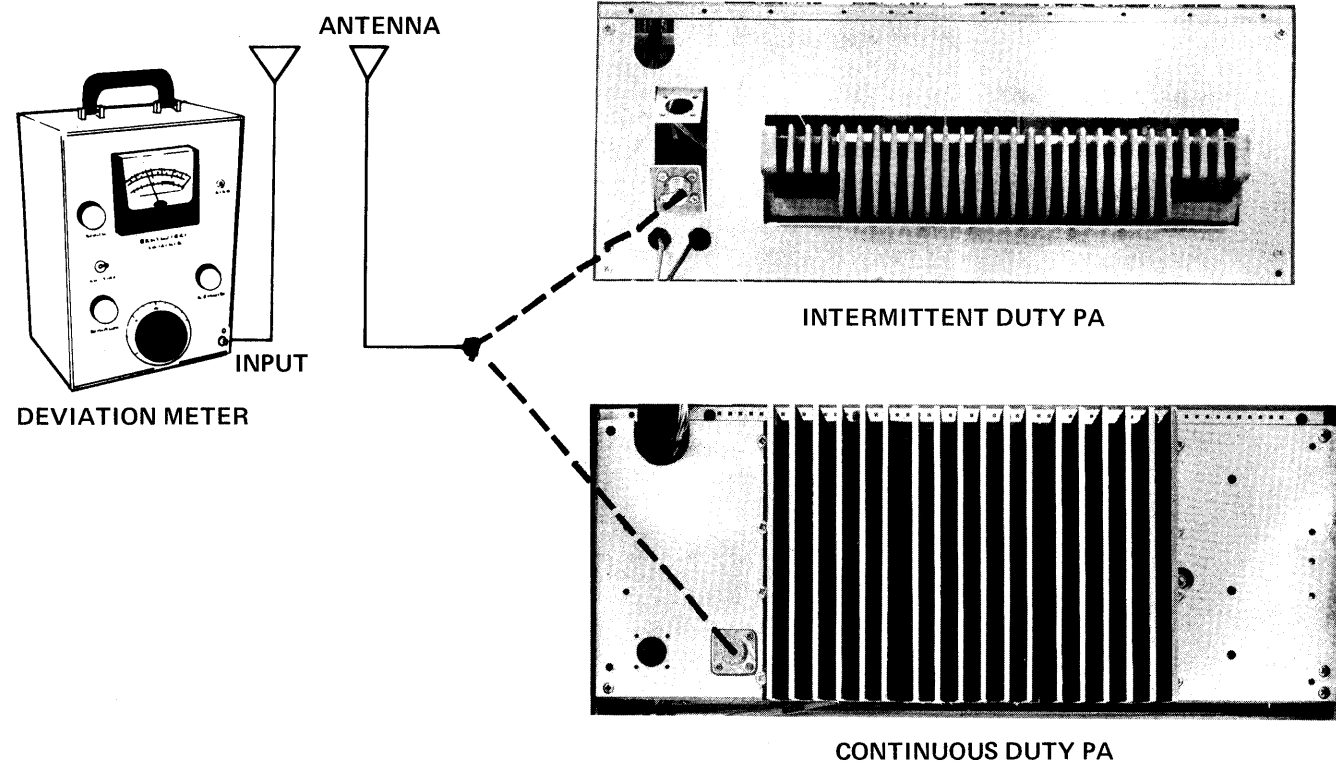 ANTENNA
INTERMITTENT DUTY PA
INPUT
DEVIATION METER
CONTINUOUS DUTY PA